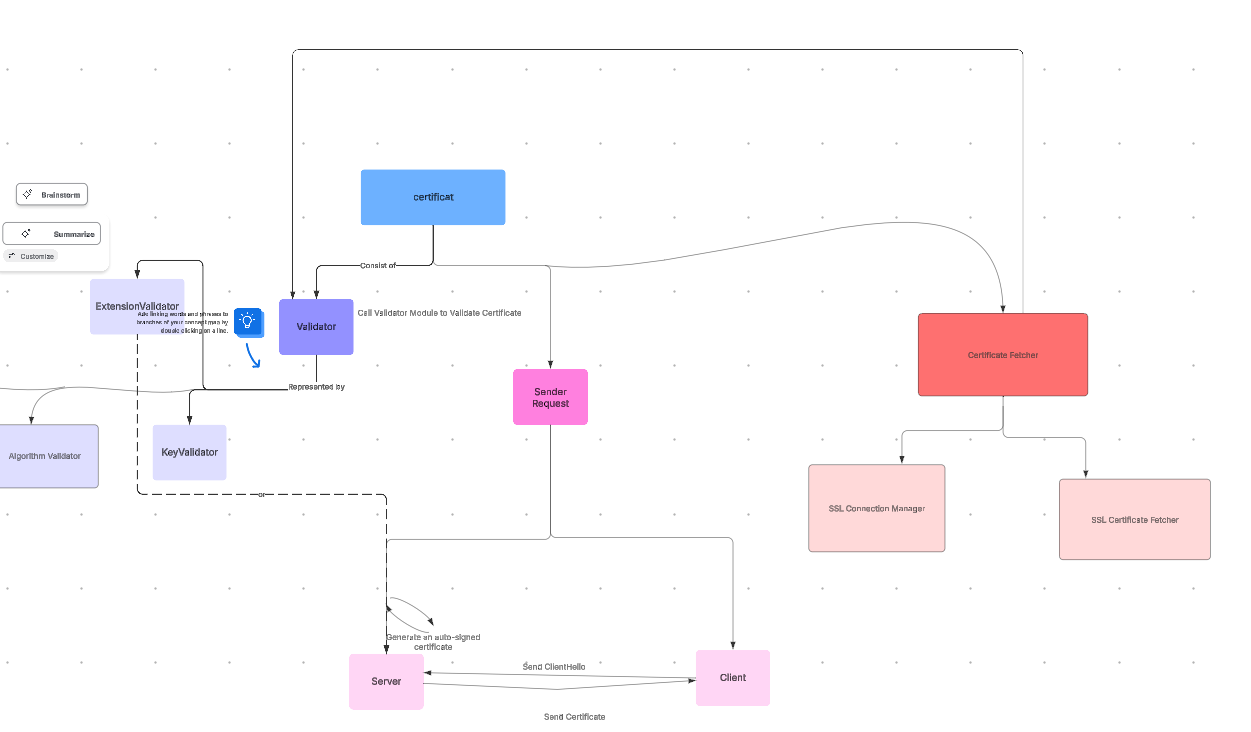 Brainstorm
certificat
Summarize
Customize
Consist of
ExtensionValidator
Add linking words and phrases to
branches of your concept map by
double clicking on a line.
Call Validator Module to Validate Certificate
Validator
Certificate Fetcher
Represented by
Sender
Request
Algorithm Validator
KeyValidator
or
SSL Connection Manager
SSL Certificate Fetcher
Generate an auto-signed
certificate
Send ClientHello
Server
Client
Send Certificate